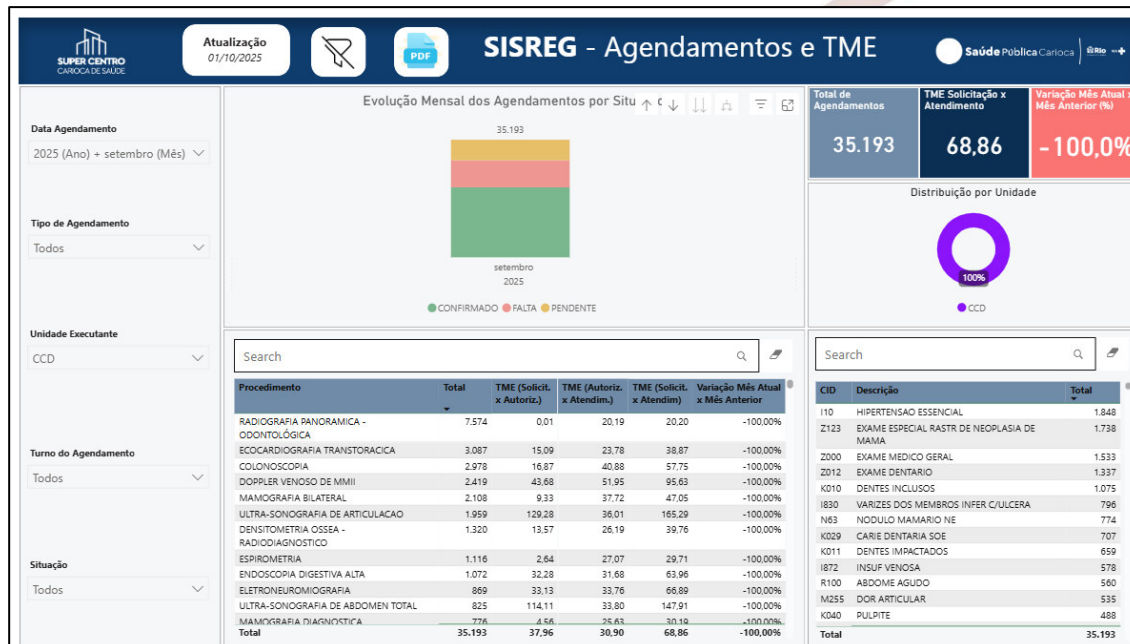 SUPER CENTRO
CARIOCA DE SAÚDE
Atualização
01/10/2025
PDF
SISREG - Agendamentos e TME
Saúde Pública Carioca
Data Agendamento
2025 (Ano) + setembro (Mês)
Tipo de Agendamento
Todos
Unidade Executante
CCD
Turno do Agendamento
Todos
Situação
Todos
Evolução Mensal dos Agendamentos por Situ
35.193
setembro
2025
CONFIRMADO FALTA PENDENTE
Total de
Agendamentos
35.193
TME Solicitação x
Atendimento
68,86
Variação Mês Atual x
Mês Anterior (%)
-100,0%
Distribuição por Unidade
100%
CCD
Search
Procedimento Total TME (Solicit. x Autoriz.) TME (Autoriz. x Atendim.) TME (Solicit. x Atendim) Variação Mês Atual x Mês Anterior
RADIOGRAFIA PANORAMICA - ODONTOLÓGICA 7.574 0,01 20,19 20,20 -100,00%
ECOCARDIOGRAFIA TRANSTORACICA 3.087 15,09 23,78 38,87 -100,00%
COLONOSCOPIA 2.978 16,87 40,88 57,75 -100,00%
DOPPLER VENOSO DE MMII 2.419 43,68 51,95 95,63 -100,00%
MAMOGRAFIA BILATERAL 2.108 9,33 37,72 47,05 -100,00%
ULTRA-SONOGRAFIA DE ARTICULACAO 1.959 129,28 36,01 165,29 -100,00%
DENSITOMETRIA OSSEA - RADIODIAGNOSTICO 1.320 13,57 26,19 39,76 -100,00%
ESPIROMETRIA 1.116 2,64 27,07 29,71 -100,00%
ENDOSCOPIA DIGESTIVA ALTA 1.072 32,28 31,68 63,96 -100,00%
ELETRONEUROMIOGRAFIA 869 33,13 33,76 66,89 -100,00%
ULTRA-SONOGRAFIA DE ABDOMEN TOTAL 825 114,11 33,80 147,91 -100,00%
MAMOGRAFIA DIAGNOSTICA 776 4,56 25,63 30,19 -100,00%
Total 35.193 37,96 30,90 68,86 -100,00%
Search
CID Descrição Total
I10 HIPERTENSAO ESSENCIAL 1.848
Z123 EXAME ESPECIAL RASTR DE NEOPLASIA DE MAMA 1.738
Z000 EXAME MEDICO GERAL 1.533
Z012 EXAME DENTARIO 1.337
K010 DENTES INCLUSOS 1.075
I830 VARIZES DOS MEMBROS INFER C/ULCERA 796
N63 NODULO MAMARIO NE 774
K029 CARIE DENTARIA SOE 707
K011 DENTES IMPACTADOS 659
I872 INSUF VENOSA 578
R100 ABDOME AGUDO 560
M255 DOR ARTICULAR 535
K040 PULPITE 488
Total 35.193